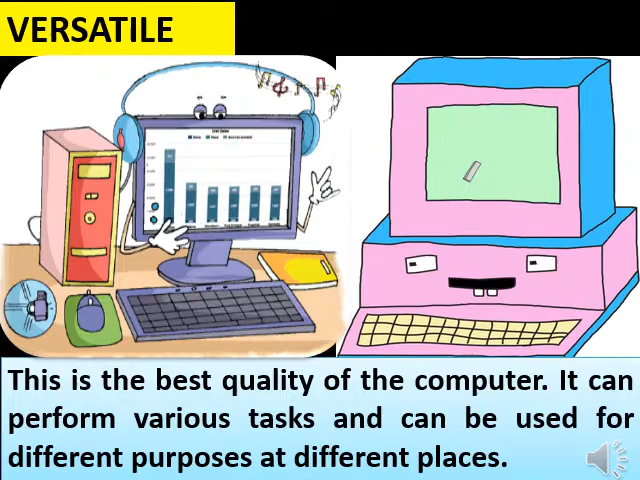 VERSATILE
This is the best quality of the computer. It can
perform various tasks and can be used for
different purposes at different places.